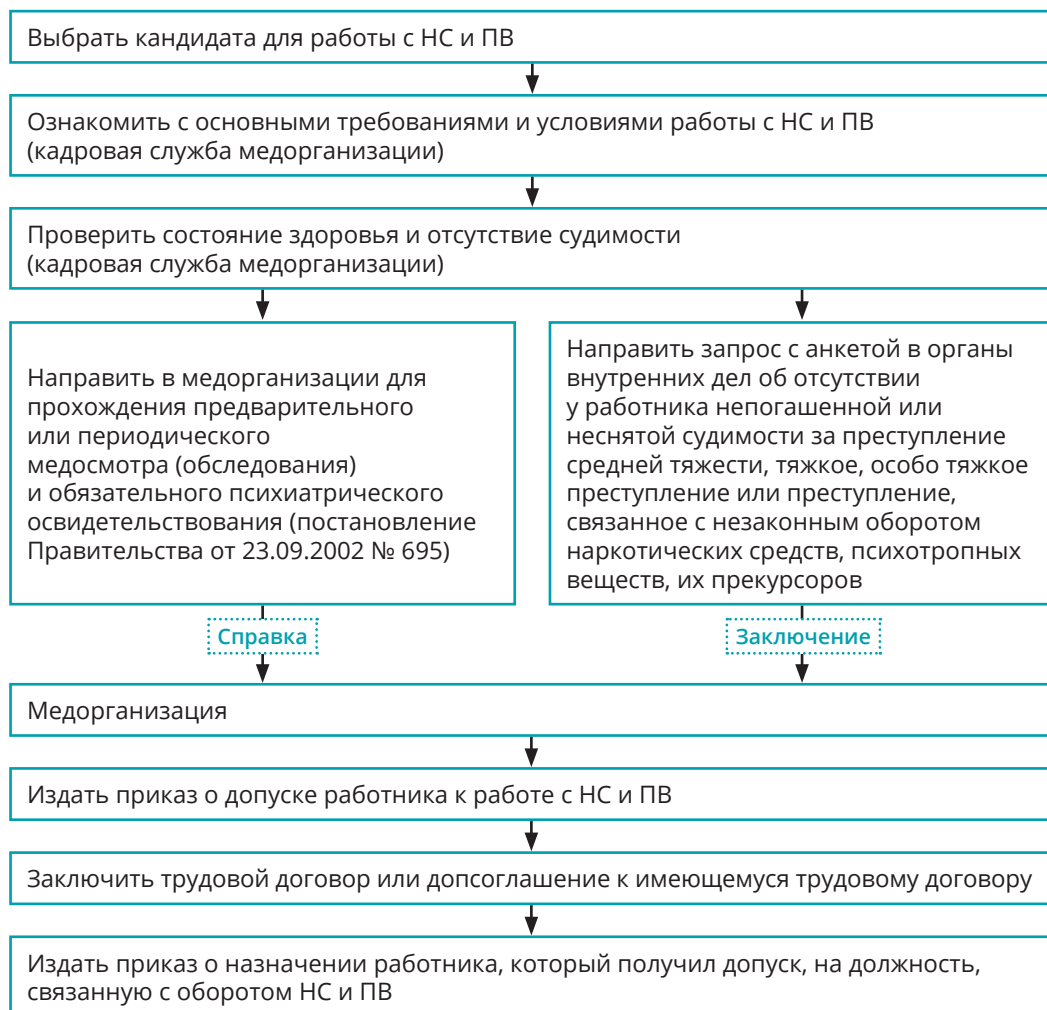 Выбрать кандидата для работы с НС и ПВ
Ознакомить с основными требованиями и условиями работы с НС и ПВ
(кадровая служба медорганизации)
Проверить состояние здоровья и отсутствие судимости
(кадровая служба медорганизации)
Направить в медорганизации для
прохождения предварительного
или периодического
медосмотра (обследования)
и обязательного психиатрического
освидетельствования (постановление
Правительства от 23.09.2002 № 695)
Направить запрос с анкетой в органы
внутренних дел об отсутствии
у работника непогашенной или
неснятой судимости за преступление
средней тяжести, тяжкое, особо тяжкое
преступление или преступление,
связанное с незаконным оборотом
наркотических средств, психотропных
веществ, их прекурсоров
Справка
Заключение
Медорганизация
Издать приказ о допуске работника к работе с НС и ПВ
Заключить трудовой договор или допсоглашение к имеющемуся трудовому договору
Издать приказ о назначении работника, который получил допуск, на должность,
связанную с оборотом НС и ПВ